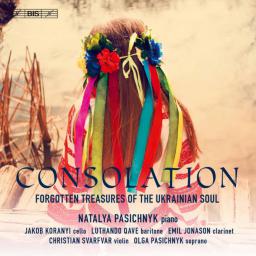 BIS
CONSOLATION
FORGOTTEN TREASURES OF THE UKRAINIAN SOUL
NATALYA PASICHNYK piano
JAKOB KORANYI cello LUTHANDO QAVE baritone EMIL JONASON clarinet
CHRISTIAN SVARFVAR violin OLGA PASICHNYK soprano